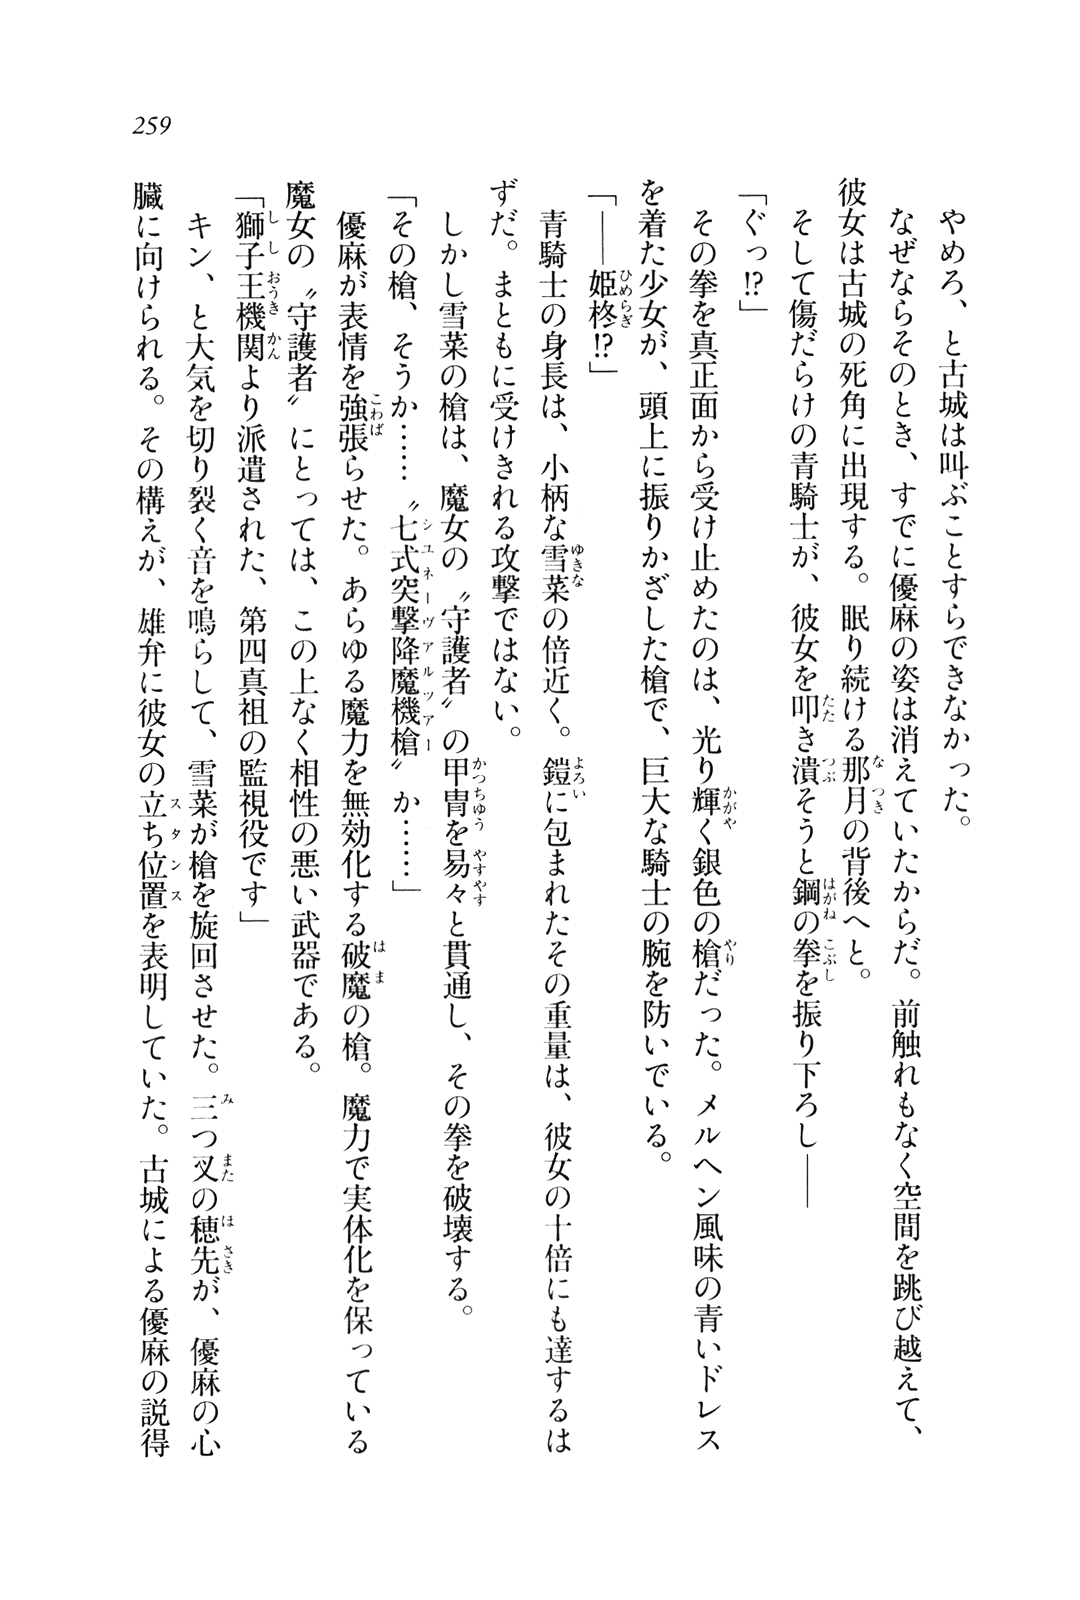 259
やめろ、と古城は叫ぶことすらできなかった。
なぜならそのとき、すでに優麻の姿は消えていたからだ。前触れもなく空間を跳び越えて、
彼女は古城の死角に出現する。眠り続ける那月の背後へと。
そして傷だらけの青騎士が、彼女を叩き潰そうと鋼の拳を振り下ろし――
「ぐっ!?」
その拳を真正面から受け止めたのは、光り輝く銀色の槍だった。メルヘン風味の青いドレス
を着た少女が、頭上に振りかざした槍で、巨大な騎士の腕を防いでいる。
「――姫柊!?」
青騎士の身長は、小柄な雪菜の倍近く。鎧に包まれたその重量は、彼女の十倍にも達するは
ずだ。まともに受けきれる攻撃ではない。
しかし雪菜の槍は、魔女の〝守護者〟の甲冑を易々と貫通し、その拳を破壊する。
「その槍、そうか……〝七式突撃降魔機槍〟か……」
優麻が表情を強張らせた。あらゆる魔力を無効化する破魔の槍。魔力で実体化を保っている
魔女の〝守護者〟にとっては、この上なく相性の悪い武器である。
「獅子王機関より派遣された、第四真祖の監視役です」
キン、と大気を切り裂く音を鳴らして、雪菜が槍を旋回させた。三つ叉の穂先が、優麻の心
臓に向けられる。その構えが、雄弁に彼女の立ち位置を表明していた。古城による優麻の説得